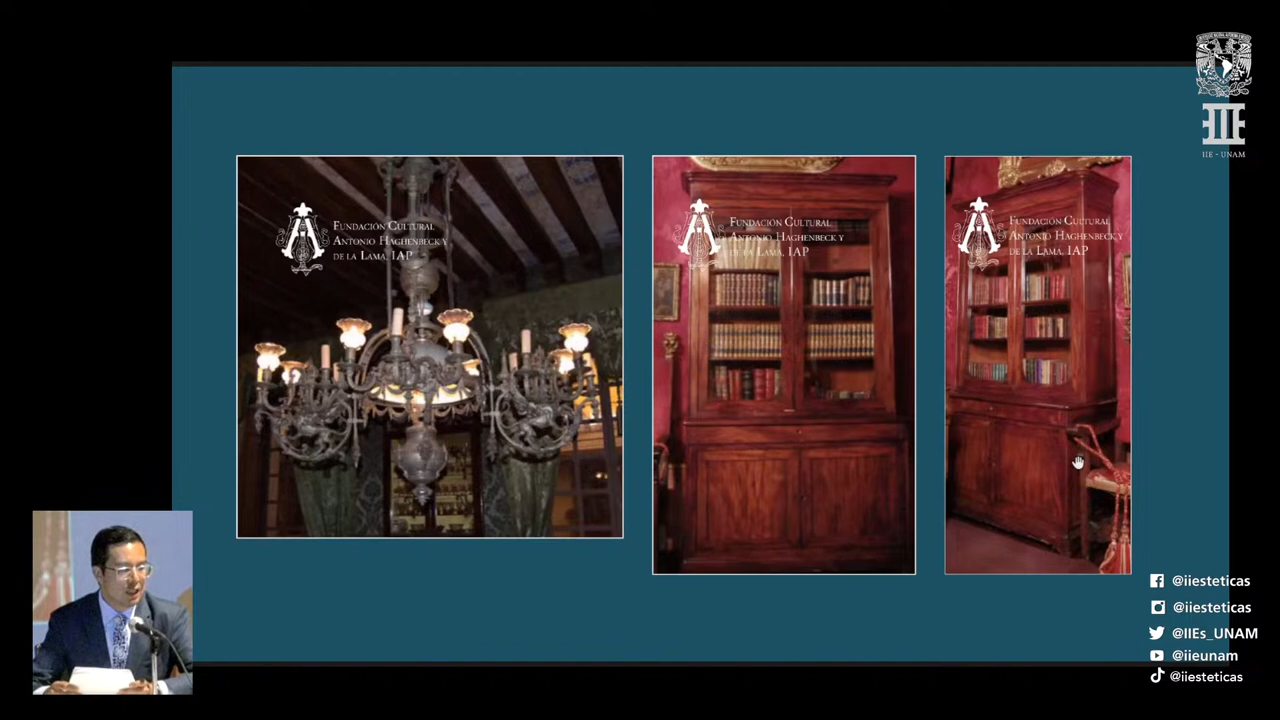 FUNDACIÓN CULTURAL
ANTONIO HAGHENBECK Y
DE LA LAMA, IAP
FUNDACIÓN CULTURAL
ANTONIO HAGHENBECK Y
DE LA LAMA, IAP
FUNDACIÓN CULTURAL
ANTONIO HAGHENBECK Y
DE LA LAMA, IAP
IIE - UNAM
@iiesteticas
@iiesteticas
@IIEs_UNAM
@iieunam
@iiesteticas